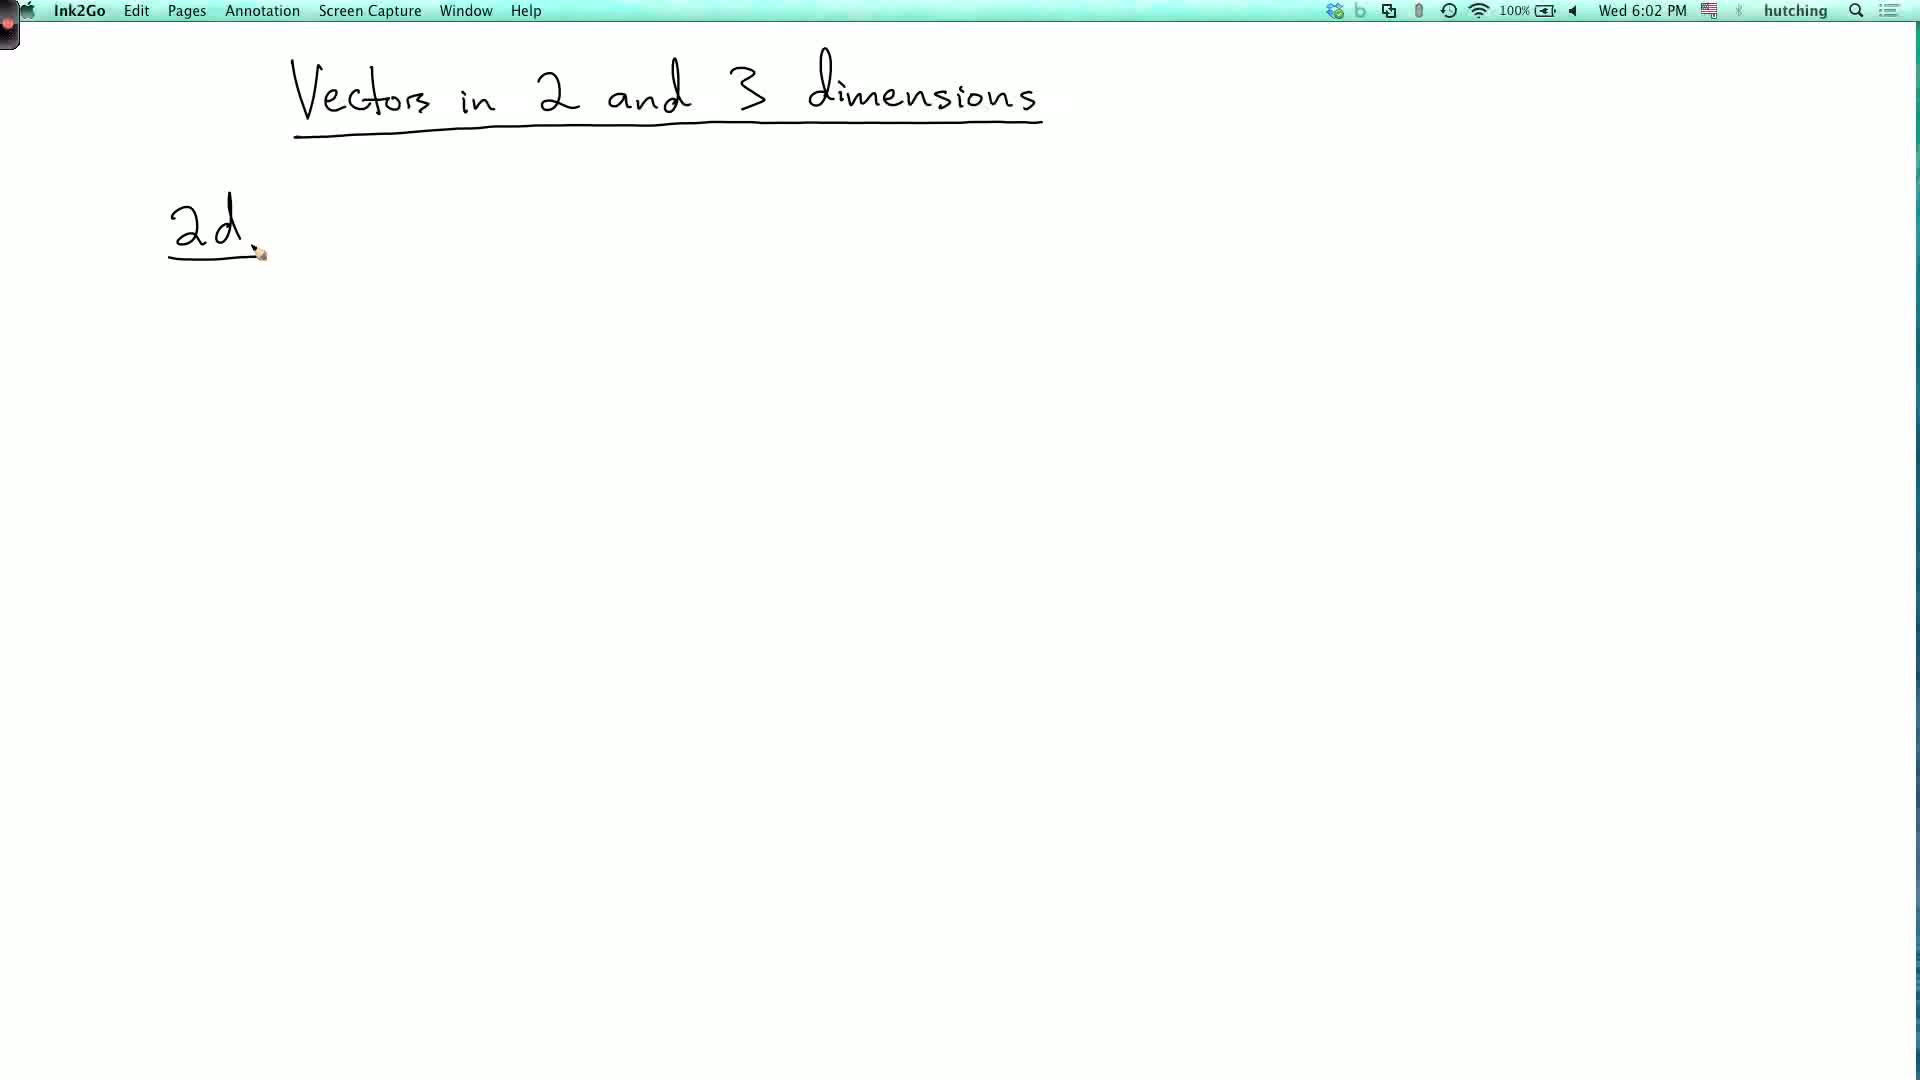 Ink2Go Edit Pages Annotation Screen Capture Window Help 100% Wed 6:02 PM hutching
Vectors in 2 and 3 dimensions
2d